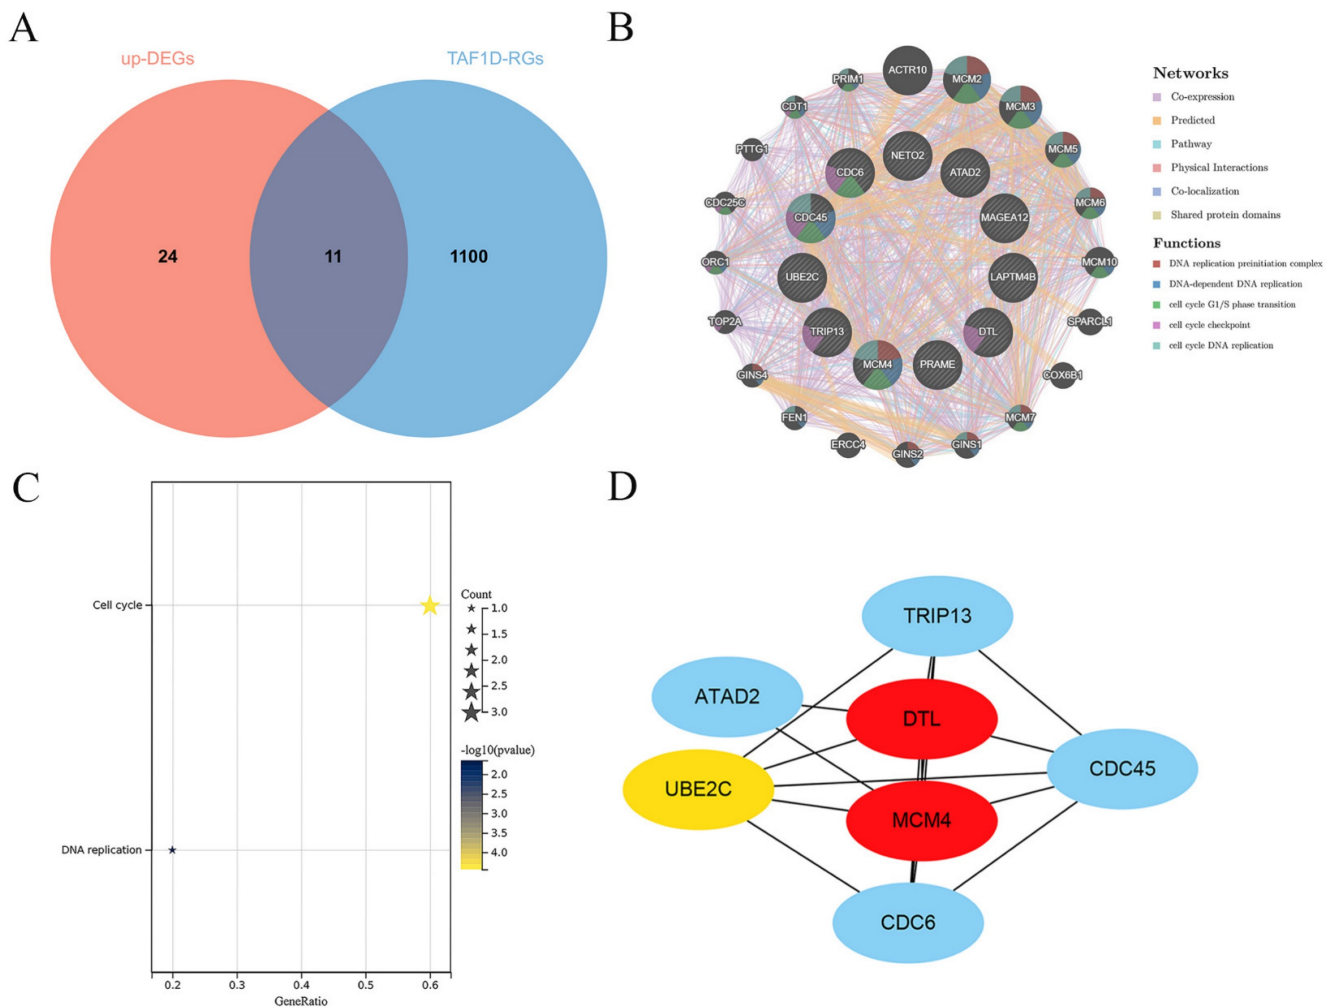 A
up-DEGs
TAF1D-RGs
24
11
1100
B
ACTR10
MCM2
PRIM1
MCM3
CDT1
PTTG1
MCM5
NETO2
CDC6
ATAD2
CDC25C
MCM6
CDC45
MAGEA12
ORC1
MCM10
UBE2C
LAPTM4B
TOP2A
SPARCL1
TRIP13
DTL
GINS4
MCM4
PRAME
COX6B1
FEN1
MCM7
ERCC4
GINS1
GINS2
Networks
Co-expression
Predicted
Pathway
Physical Interactions
Co-localization
Shared protein domains
Functions
DNA replication preinitiation complex
DNA-dependent DNA replication
cell cycle G1/S phase transition
cell cycle checkpoint
cell cycle DNA replication
C
Cell cycle
DNA replication
0.2
0.3
0.4
0.5
0.6
GeneRatio
Count
1.0
1.5
2.0
2.5
3.0
-log10(pvalue)
2.0
2.5
3.0
3.5
4.0
D
TRIP13
ATAD2
DTL
UBE2C
CDC45
MCM4
CDC6